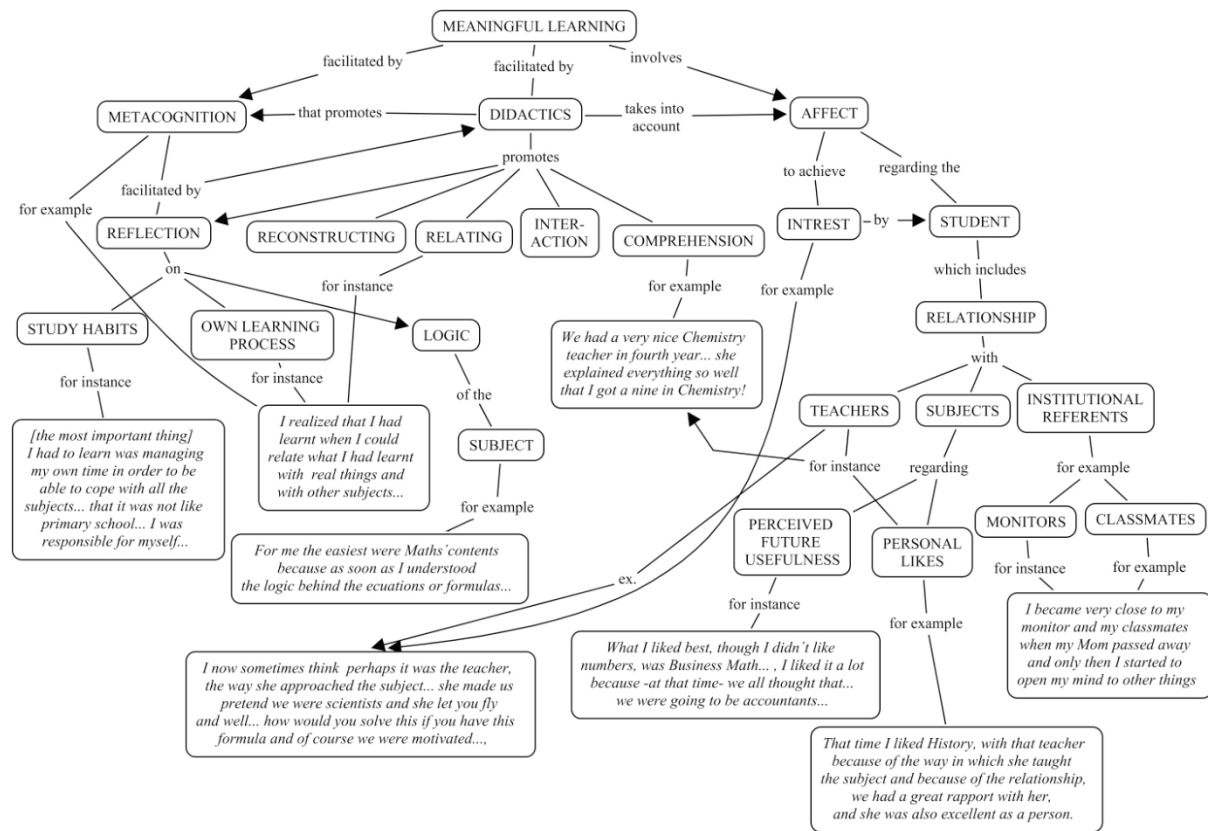 MEANINGFUL LEARNING
facilitated by
facilitated by
involves
METACOGNITION
that promotes
DIDACTICS
takes into
account
AFFECT
promotes
to achieve
regarding the
for example
facilitated by
REFLECTION
RECONSTRUCTING
RELATING
INTER-
ACTION
COMPREHENSION
INTREST
by
STUDENT
on
for instance
for example
for example
which includes
STUDY HABITS
OWN LEARNING
PROCESS
LOGIC
RELATIONSHIP
for instance
for instance
of the
with
We had a very nice Chemistry
teacher in fourth year... she
explained everything so well
that I got a nine in Chemistry!
TEACHERS
SUBJECTS
INSTITUTIONAL
REFERENTS
[the most important thing]
I had to learn was managing
my own time in order to be
able to cope with all the
subjects... that it was not like
primary school... I was
responsible for myself...
I realized that I had
learnt when I could
relate what I had learnt
with real things and
with other subjects...
SUBJECT
for example
for instance
regarding
for example
For me the easiest were Maths´contents
because as soon as I understood
the logic behind the ecuations or formulas...
PERCEIVED
FUTURE
USEFULNESS
PERSONAL
LIKES
MONITORS
CLASSMATES
ex.
for instance
for example
for instance
for example
I now sometimes think perhaps it was the teacher,
the way she approached the subject... she made us
pretend we were scientists and she let you fly
and well... how would you solve this if you have this
formula and of course we were motivated...,
What I liked best, though I didn´t like
numbers, was Business Math... , I liked it a lot
because -at that time- we all thought that...
we were going to be accountants...
I became very close to my
monitor and my classmates
when my Mom passed away
and only then I started to
open my mind to other things
That time I liked History, with that teacher
because of the way in which she taught
the subject and because of the relationship,
we had a great rapport with her,
and she was also excellent as a person.